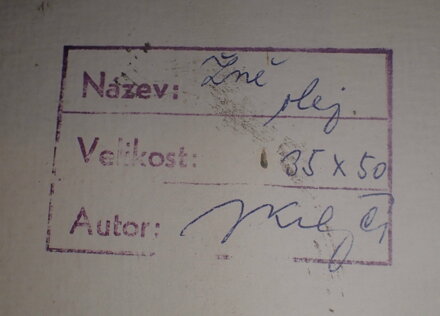 Název: Žně
olej.
Velikost: 35 x 50
Autor: